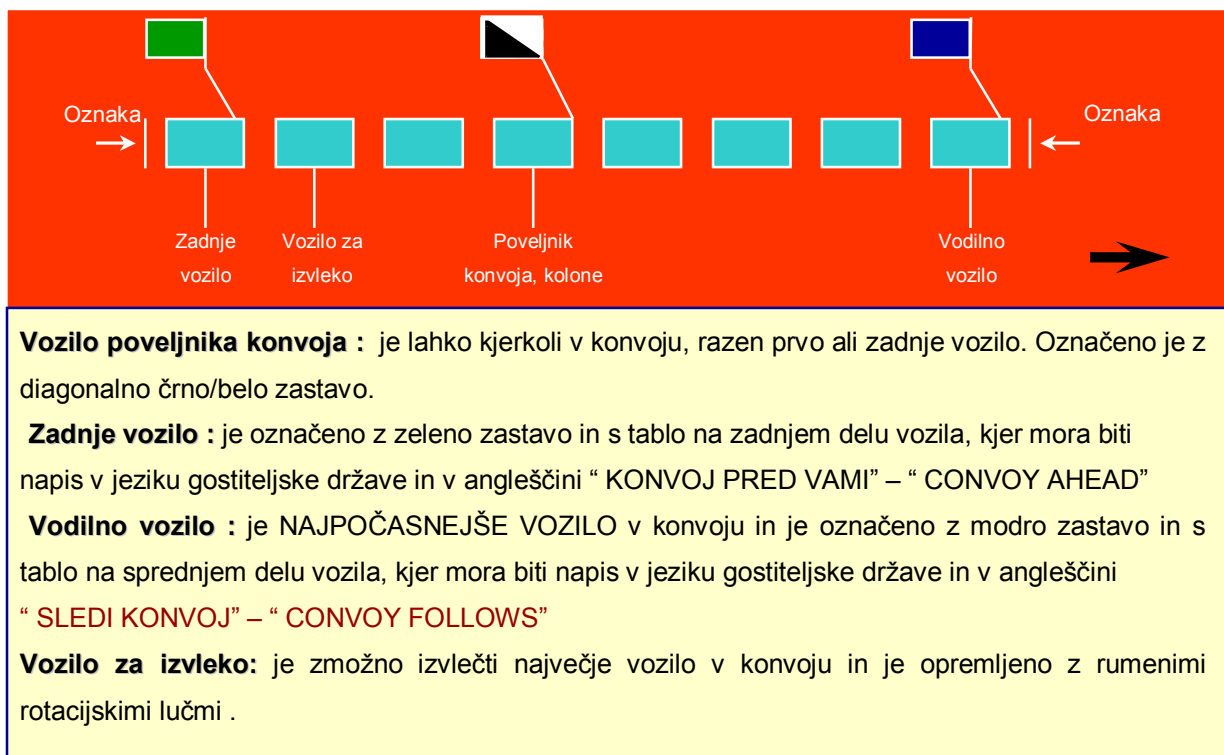 Oznaka
Oznaka
Zadnje
vozilo
Vozilo za
izvleko
Poveljnik
konvoja, kolone
Vodilno
vozilo
Vozilo poveljnika konvoja : je lahko kjerkoli v konvoju, razen prvo ali zadnje vozilo. Označeno je z
diagonalno črno/belo zastavo.
Zadnje vozilo : je označeno z zeleno zastavo in s tablo na zadnjem delu vozila, kjer mora biti
napis v jeziku gostiteljske države in v angleščini “ KONVOJ PRED VAMI” – “ CONVOY AHEAD”
Vodilno vozilo : je NAJPOČASNEJŠE VOZILO v konvoju in je označeno z modro zastavo in s
tablo na sprednjem delu vozila, kjer mora biti napis v jeziku gostiteljske države in v angleščini
“ SLEDI KONVOJ” – “ CONVOY FOLLOWS”
Vozilo za izvleko: je zmožno izvlečti največje vozilo v konvoju in je opremljeno z rumenimi
rotacijskimi lučmi .